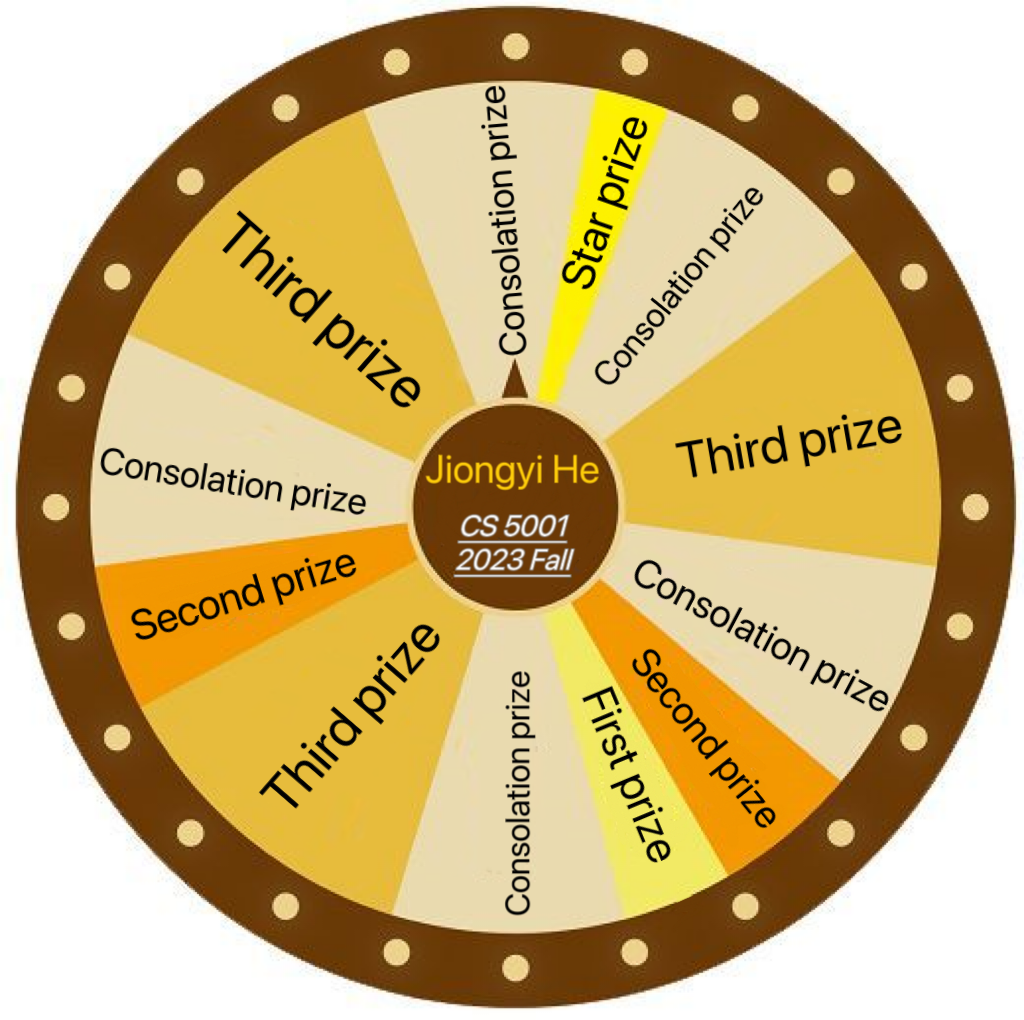 Consolation prize
Star prize
Consolation prize
Third prize
Consolation prize
Second prize
First prize
Consolation prize
Third prize
Second prize
Consolation prize
Third prize
Jiongyi He
CS 5001
2023 Fall